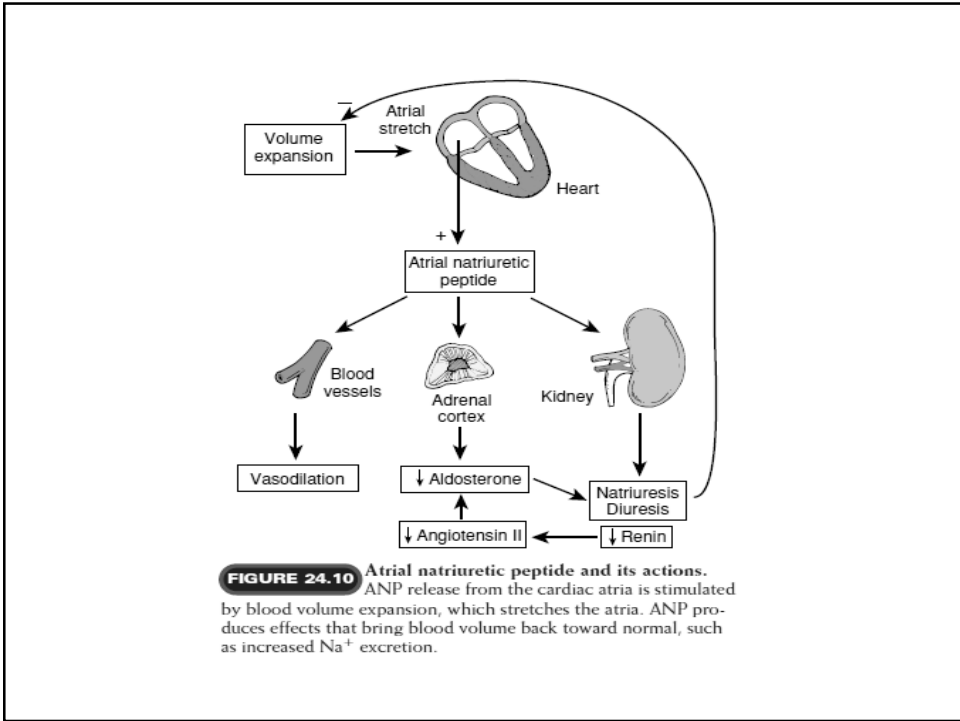 −
Atrial
stretch
Volume
expansion
Heart
+
Atrial natriuretic
peptide
Blood
vessels
Adrenal
cortex
Kidney
Vasodilation
↓ Aldosterone
Natriuresis
Diuresis
↓ Angiotensin II
↓ Renin
FIGURE 24.10 Atrial natriuretic peptide and its actions.
ANP release from the cardiac atria is stimulated
by blood volume expansion, which stretches the atria. ANP pro-
duces effects that bring blood volume back toward normal, such
as increased Na⁺ excretion.